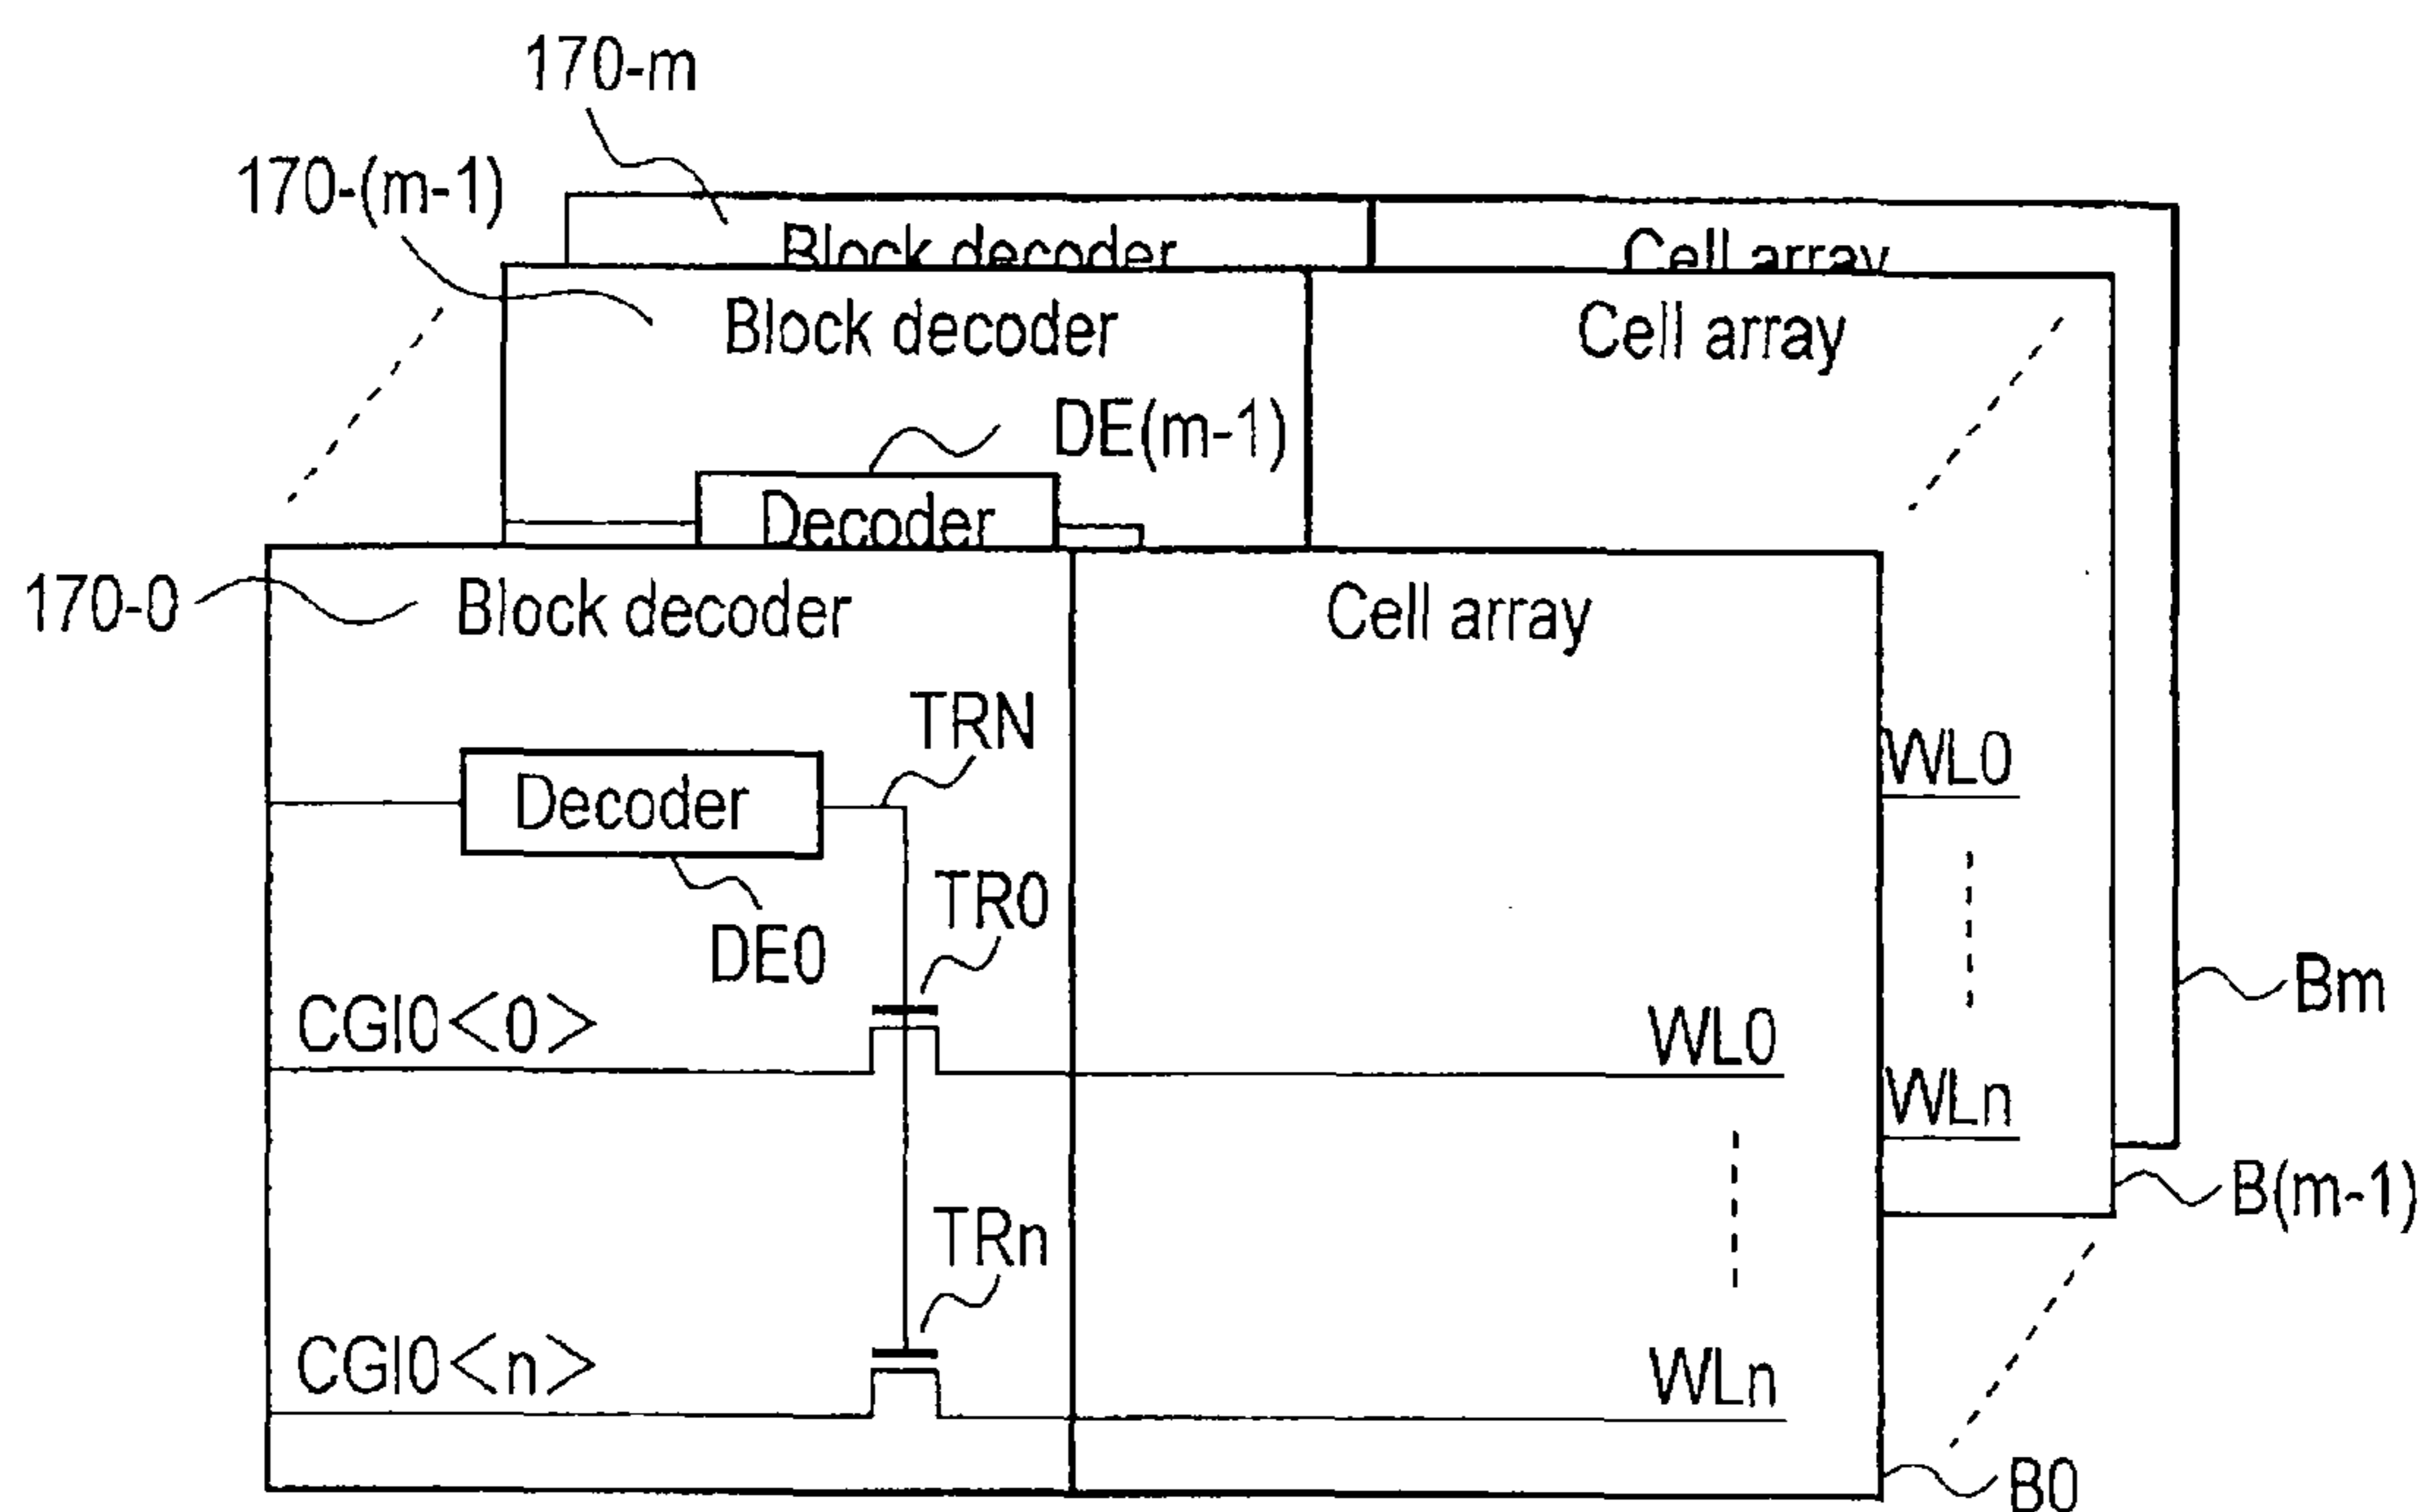 170-m
170-(m-1)
Block decoder
Cell array
Block decoder
Cell array
DE(m-1)
Decoder
170-0
Block decoder
Cell array
TRN
WL0
Decoder
TR0
DE0
Bm
CGI0<0>
WL0
WLn
B(m-1)
TRn
CGI0<n>
WLn
B0